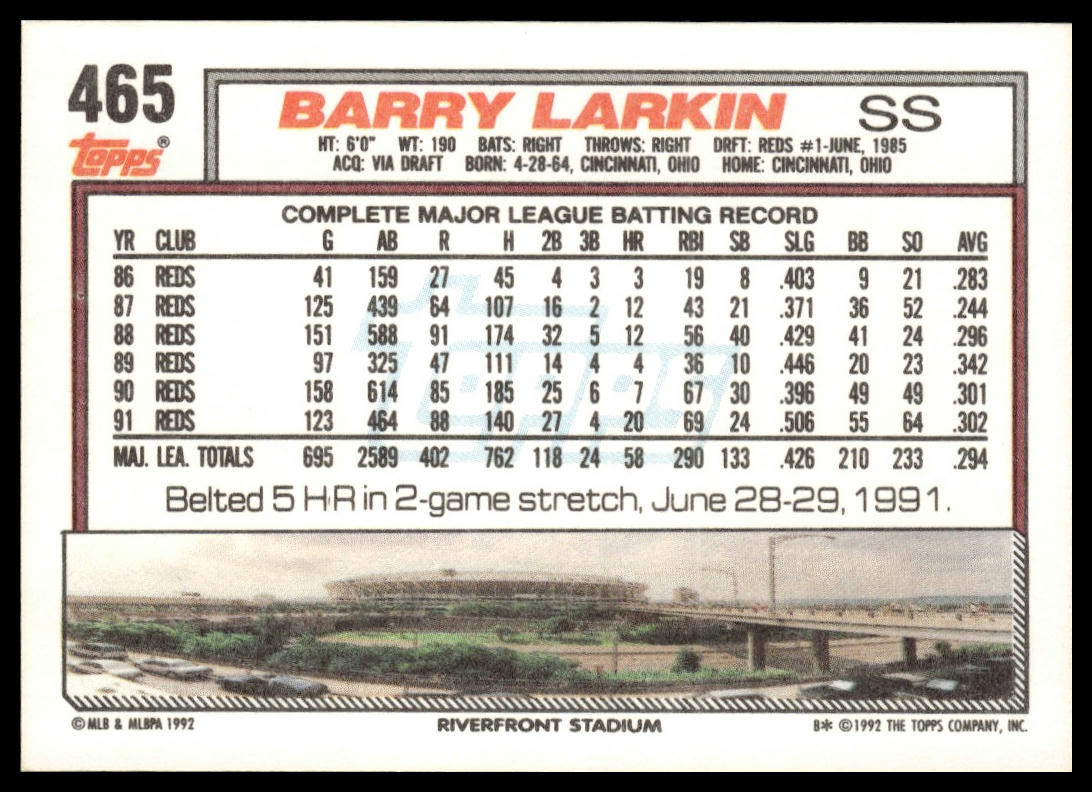 465
topps®
BARRY LARKIN SS
HT: 6'0" WT: 190 BATS: RIGHT THROWS: RIGHT DRFT: REDS #1-JUNE, 1985
ACQ: VIA DRAFT BORN: 4-28-64, CINCINNATI, OHIO HOME: CINCINNATI, OHIO
COMPLETE MAJOR LEAGUE BATTING RECORD
YR CLUB G AB R H 2B 3B HR RBI SB SLG BB SO AVG
86 REDS 41 159 27 45 4 3 3 19 8 .403 9 21 .283
87 REDS 125 439 64 107 16 2 12 43 21 .371 36 52 .244
88 REDS 151 588 91 174 32 5 12 56 40 .429 41 24 .296
89 REDS 97 325 47 111 14 4 4 36 10 .446 20 23 .342
90 REDS 158 614 85 185 25 6 7 67 30 .396 49 49 .301
91 REDS 123 464 88 140 27 4 20 69 24 .506 55 64 .302
MAJ. LEA. TOTALS 695 2589 402 762 118 24 58 290 133 .426 210 233 .294
topps
Belted 5 HR in 2-game stretch, June 28-29, 1991.
©MLB & MLBPA 1992 RIVERFRONT STADIUM B* ©1992 THE TOPPS COMPANY, INC.